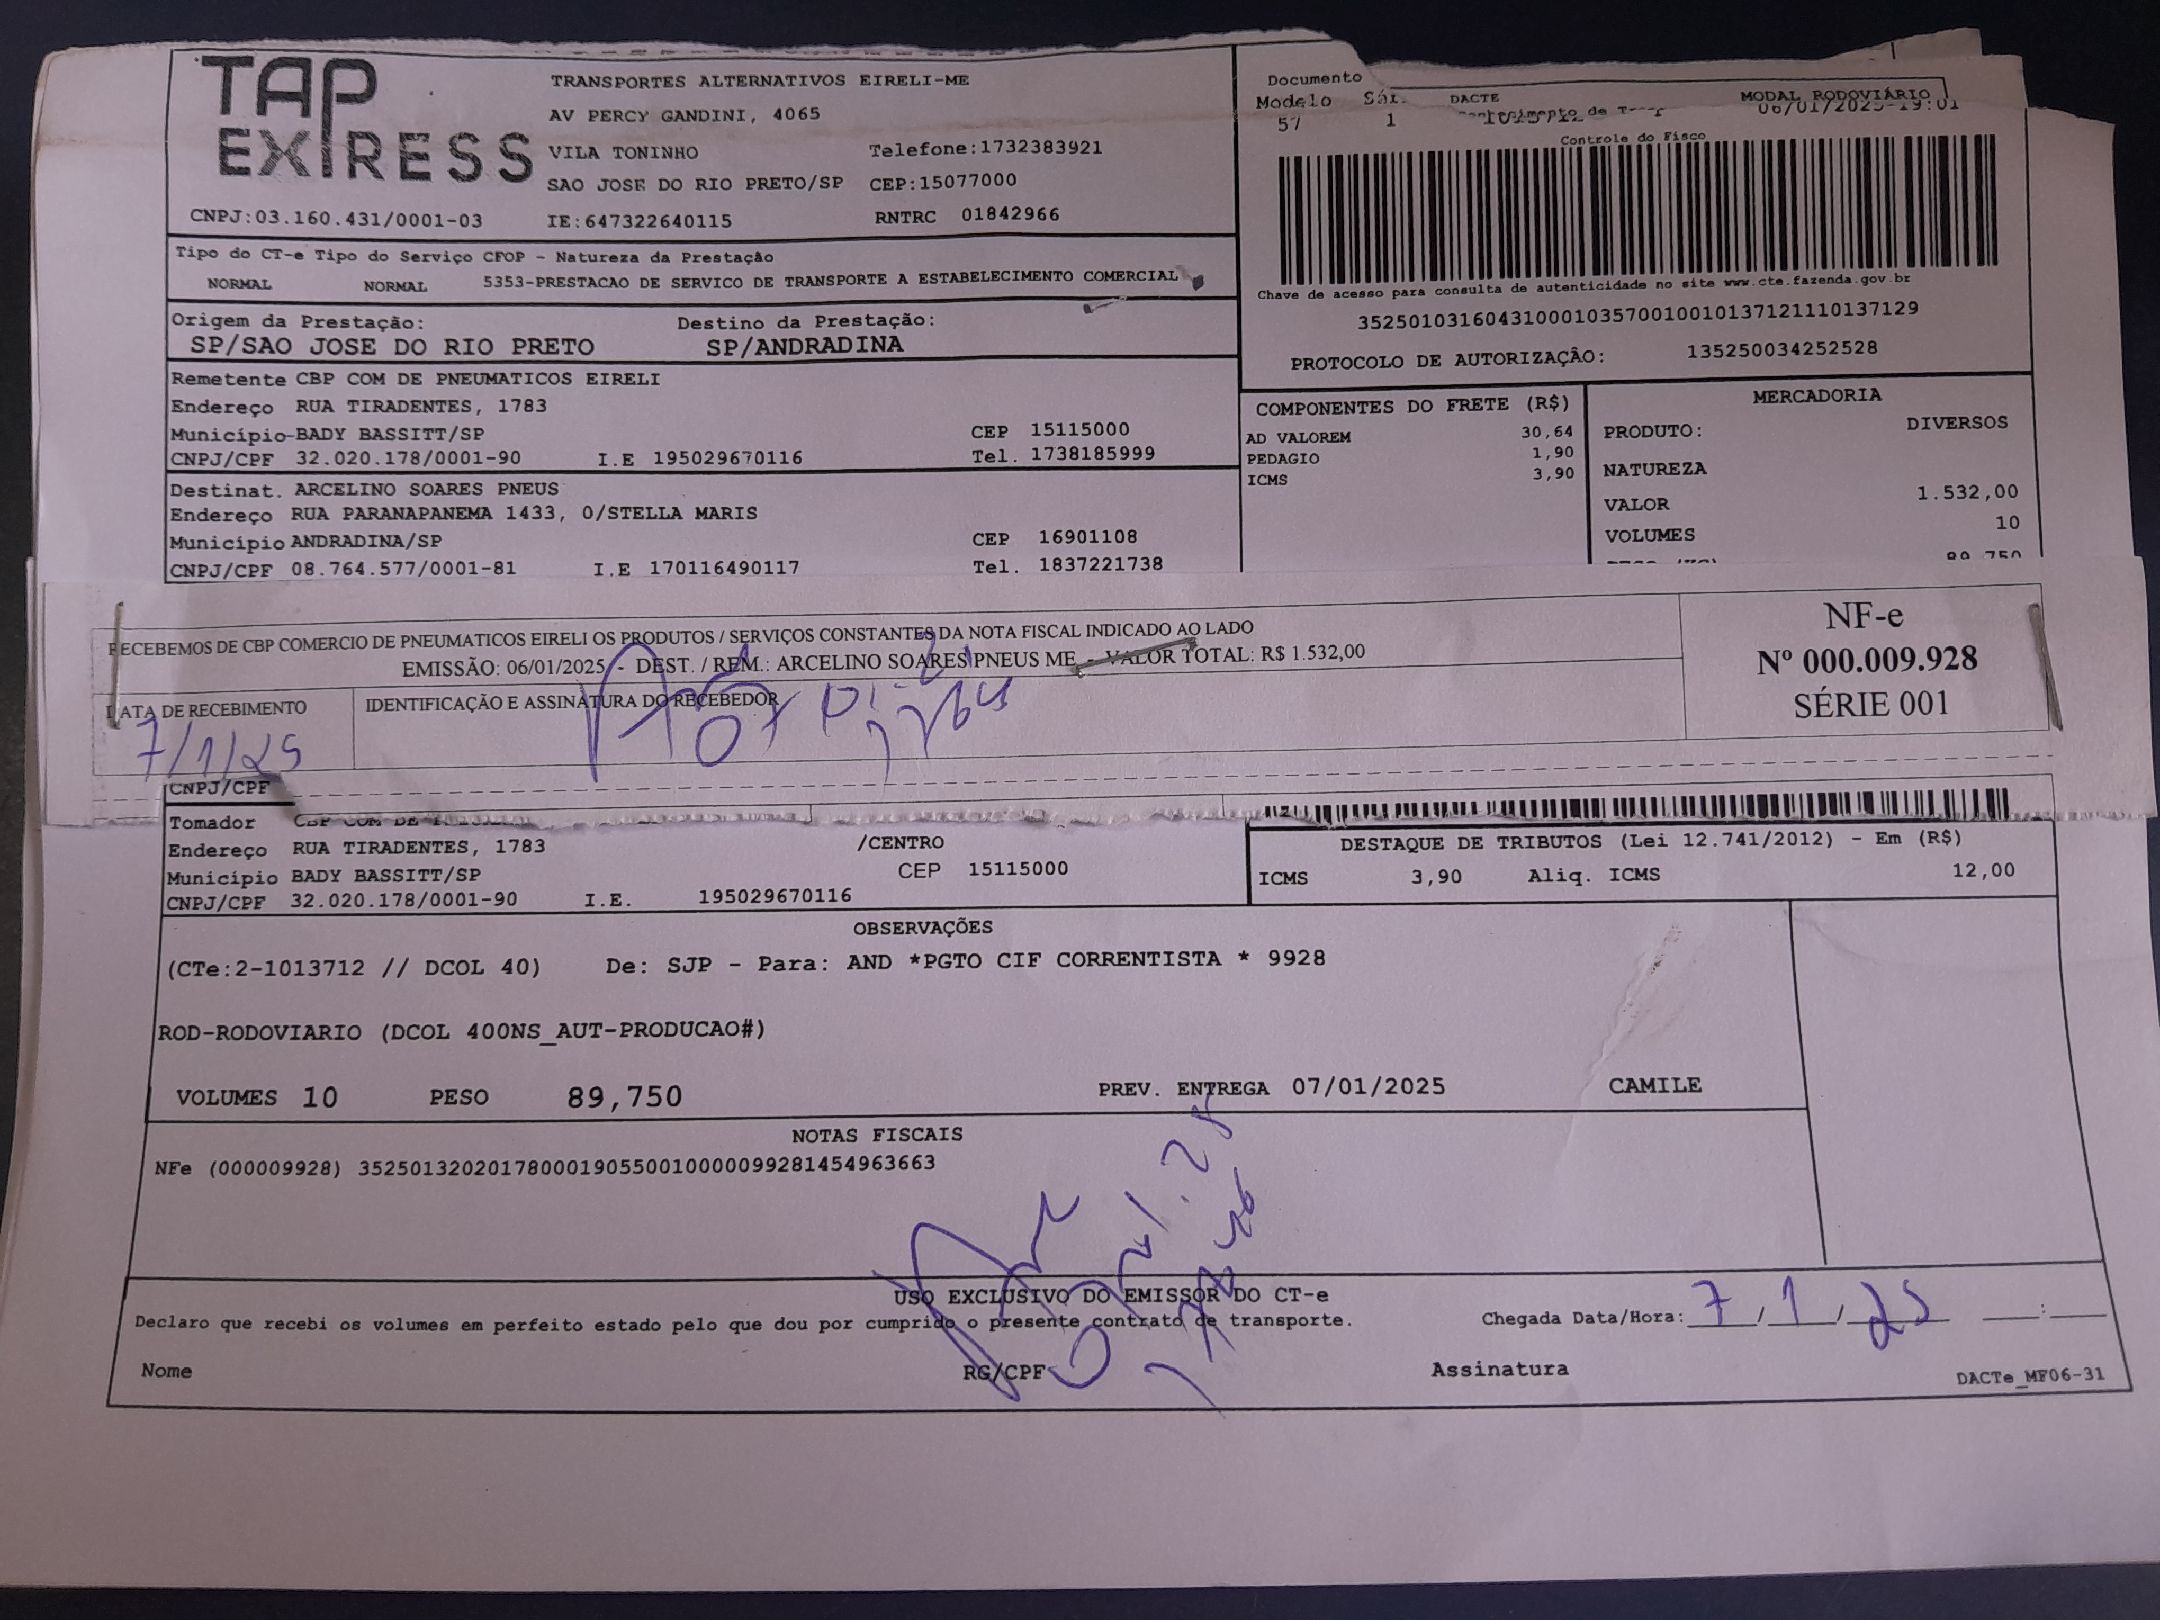 TAP
EXPRESS
TRANSPORTES ALTERNATIVOS EIRELI-ME
AV PERCY GANDINI, 4065
VILA TONINHO Telefone:1732383921
SAO JOSE DO RIO PRETO/SP CEP:15077000
CNPJ:03.160.431/0001-03 IE:647322640115 RNTRC 01842966
Documento
Modelo DACTE MODAL RODOVIÁRIO
57 1 06/01/2025-19:01
Controle do Fisco
Chave de acesso para consulta de autenticidade no site www.cte.fazenda.gov.br
35250103160431000103570010010137121110137129
PROTOCOLO DE AUTORIZAÇÃO: 135250034252528
Tipo do CT-e Tipo do Serviço CFOP - Natureza da Prestação
NORMAL NORMAL 5353-PRESTACAO DE SERVICO DE TRANSPORTE A ESTABELECIMENTO COMERCIAL
Origem da Prestação: Destino da Prestação:
SP/SAO JOSE DO RIO PRETO SP/ANDRADINA
Remetente CBP COM DE PNEUMATICOS EIRELI
Endereço RUA TIRADENTES, 1783
Município-BADY BASSITT/SP CEP 15115000
CNPJ/CPF 32.020.178/0001-90 I.E 195029670116 Tel. 1738185999
Destinat. ARCELINO SOARES PNEUS
Endereço RUA PARANAPANEMA 1433, 0/STELLA MARIS
Município ANDRADINA/SP CEP 16901108
CNPJ/CPF 08.764.577/0001-81 I.E 170116490117 Tel. 1837221738
COMPONENTES DO FRETE (R$)
AD VALOREM 30,64
PEDAGIO 1,90
ICMS 3,90
MERCADORIA
PRODUTO: DIVERSOS
NATUREZA
VALOR 1.532,00
VOLUMES 10
89,750
RECEBEMOS DE CBP COMERCIO DE PNEUMATICOS EIRELI OS PRODUTOS / SERVIÇOS CONSTANTES DA NOTA FISCAL INDICADO AO LADO
EMISSÃO: 06/01/2025 - DEST. / REM.: ARCELINO SOARES PNEUS ME - VALOR TOTAL: R$ 1.532,00
DATA DE RECEBIMENTO IDENTIFICAÇÃO E ASSINATURA DO RECEBEDOR
7/1/25
NF-e
Nº 000.009.928
SÉRIE 001
CNPJ/CPF
Tomador CBP COM DE
Endereço RUA TIRADENTES, 1783 /CENTRO
Município BADY BASSITT/SP CEP 15115000
CNPJ/CPF 32.020.178/0001-90 I.E. 195029670116
DESTAQUE DE TRIBUTOS (Lei 12.741/2012) - Em (R$)
ICMS 3,90 Aliq. ICMS 12,00
OBSERVAÇÕES
(CTe:2-1013712 // DCOL 40) De: SJP - Para: AND *PGTO CIF CORRENTISTA * 9928
ROD-RODOVIARIO (DCOL 400NS_AUT-PRODUCAO#)
VOLUMES 10 PESO 89,750 PREV. ENTREGA 07/01/2025 CAMILE
NOTAS FISCAIS
NFe (000009928) 35250132020178000190550010000099281454963663
USO EXCLUSIVO DO EMISSOR DO CT-e
Declaro que recebi os volumes em perfeito estado pelo que dou por cumprido o presente contrato de transporte.
Chegada Data/Hora: 7/1/25 :
Nome RG/CPF Assinatura
DACTe_MF06-31